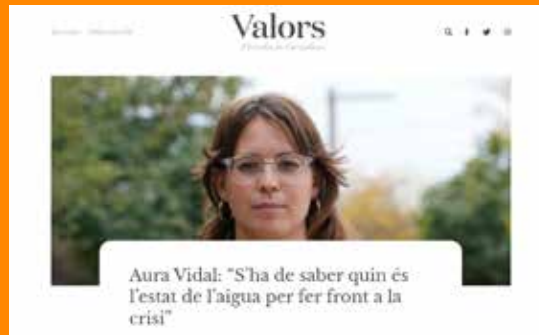 Valors
Aura Vidal: “S’ha de saber quin és
l’estat de l’aigua per fer front a la
crisi”